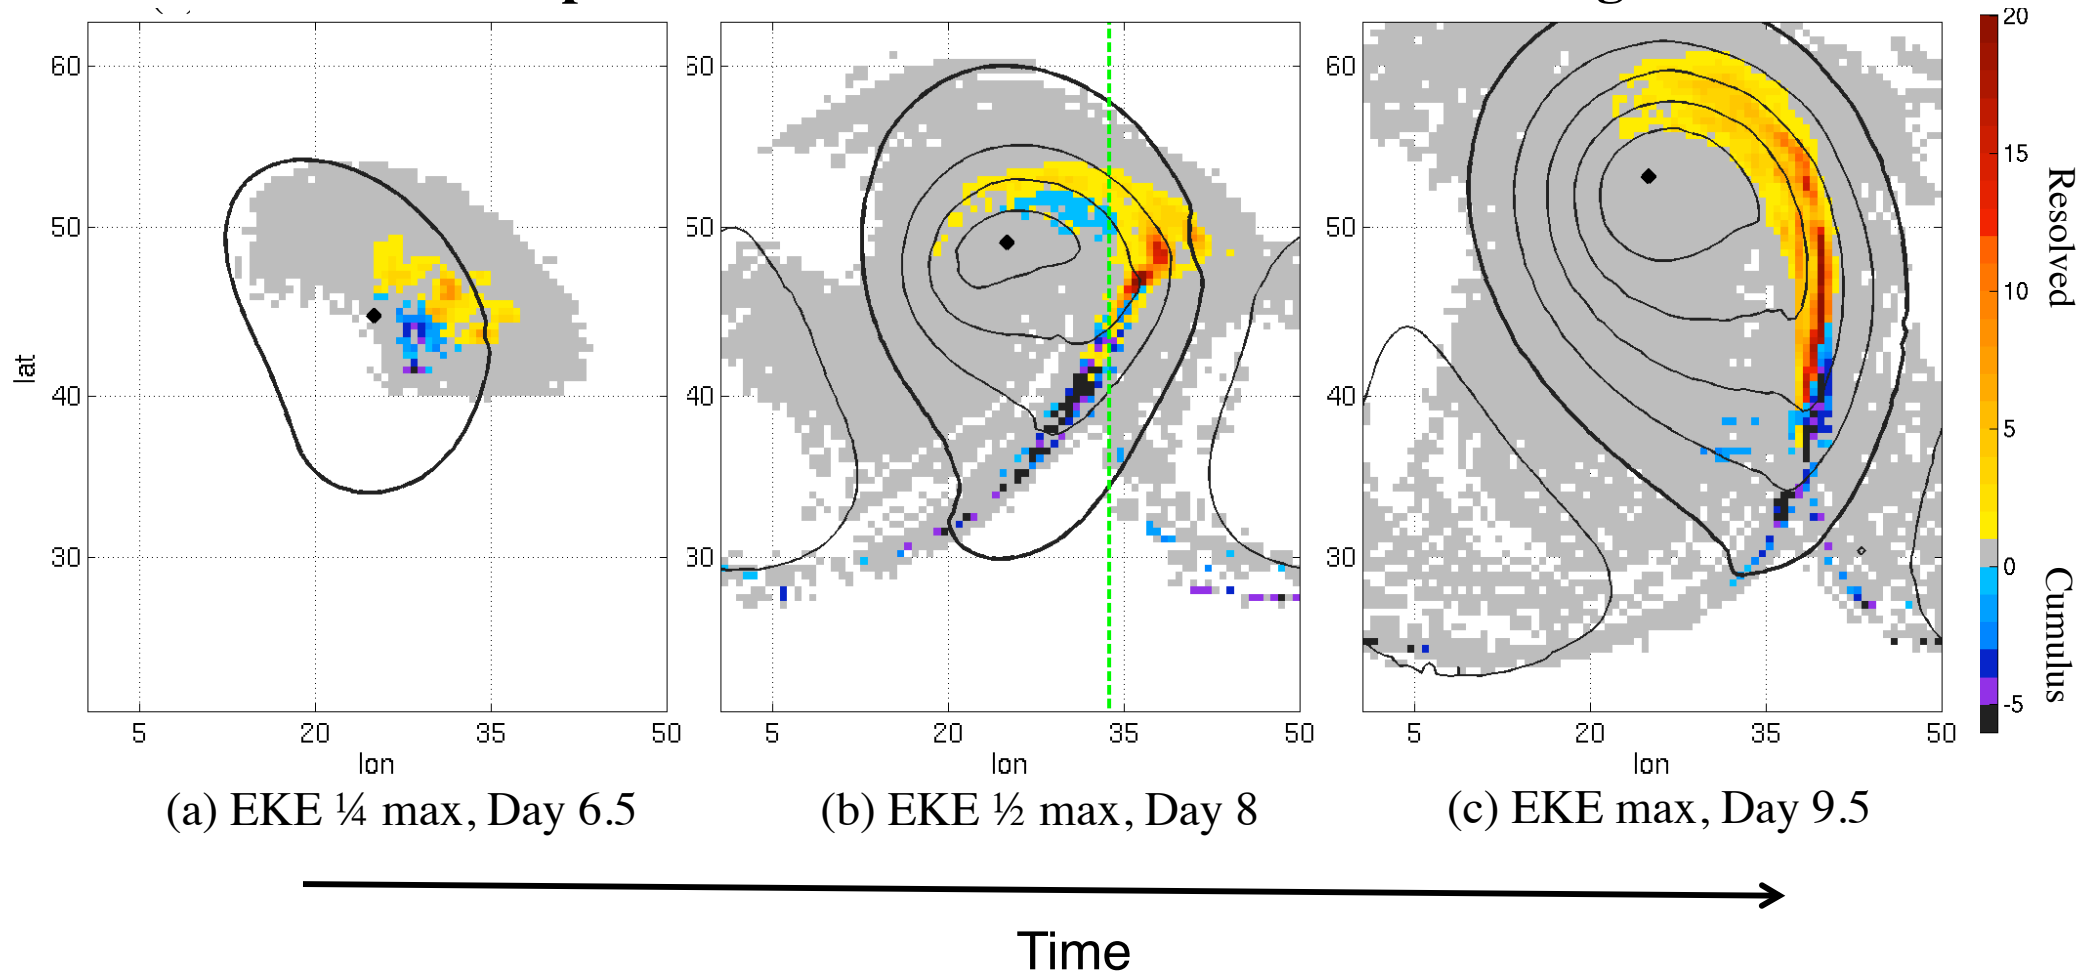 60
50
40
30
lat
5 20 35 50
lon
60
50
40
30
5 20 35 50
lon
60
50
40
30
5 20 35 50
lon
20
15
10
5
0
-5
Resolved
Cumulus
(a) EKE ¼ max, Day 6.5
(b) EKE ½ max, Day 8
(c) EKE max, Day 9.5
Time